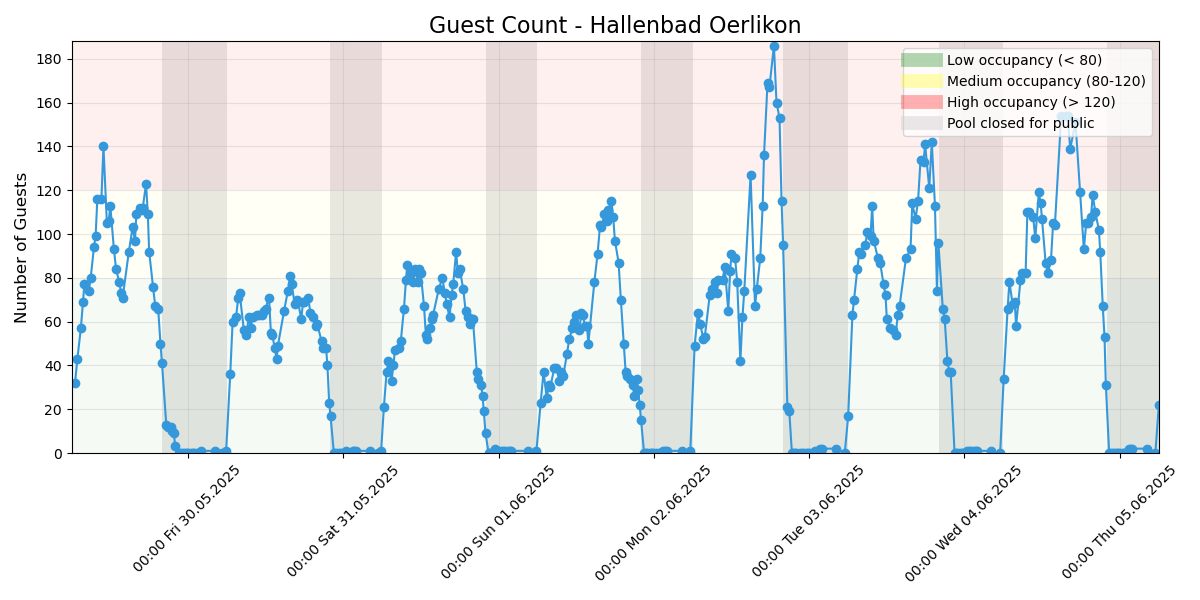 Guest Count - Hallenbad Oerlikon
Number of Guests
180
160
140
120
100
80
60
40
20
0
Low occupancy (< 80)
Medium occupancy (80-120)
High occupancy (> 120)
Pool closed for public
00:00 Fri 30.05.2025
00:00 Sat 31.05.2025
00:00 Sun 01.06.2025
00:00 Mon 02.06.2025
00:00 Tue 03.06.2025
00:00 Wed 04.06.2025
00:00 Thu 05.06.2025